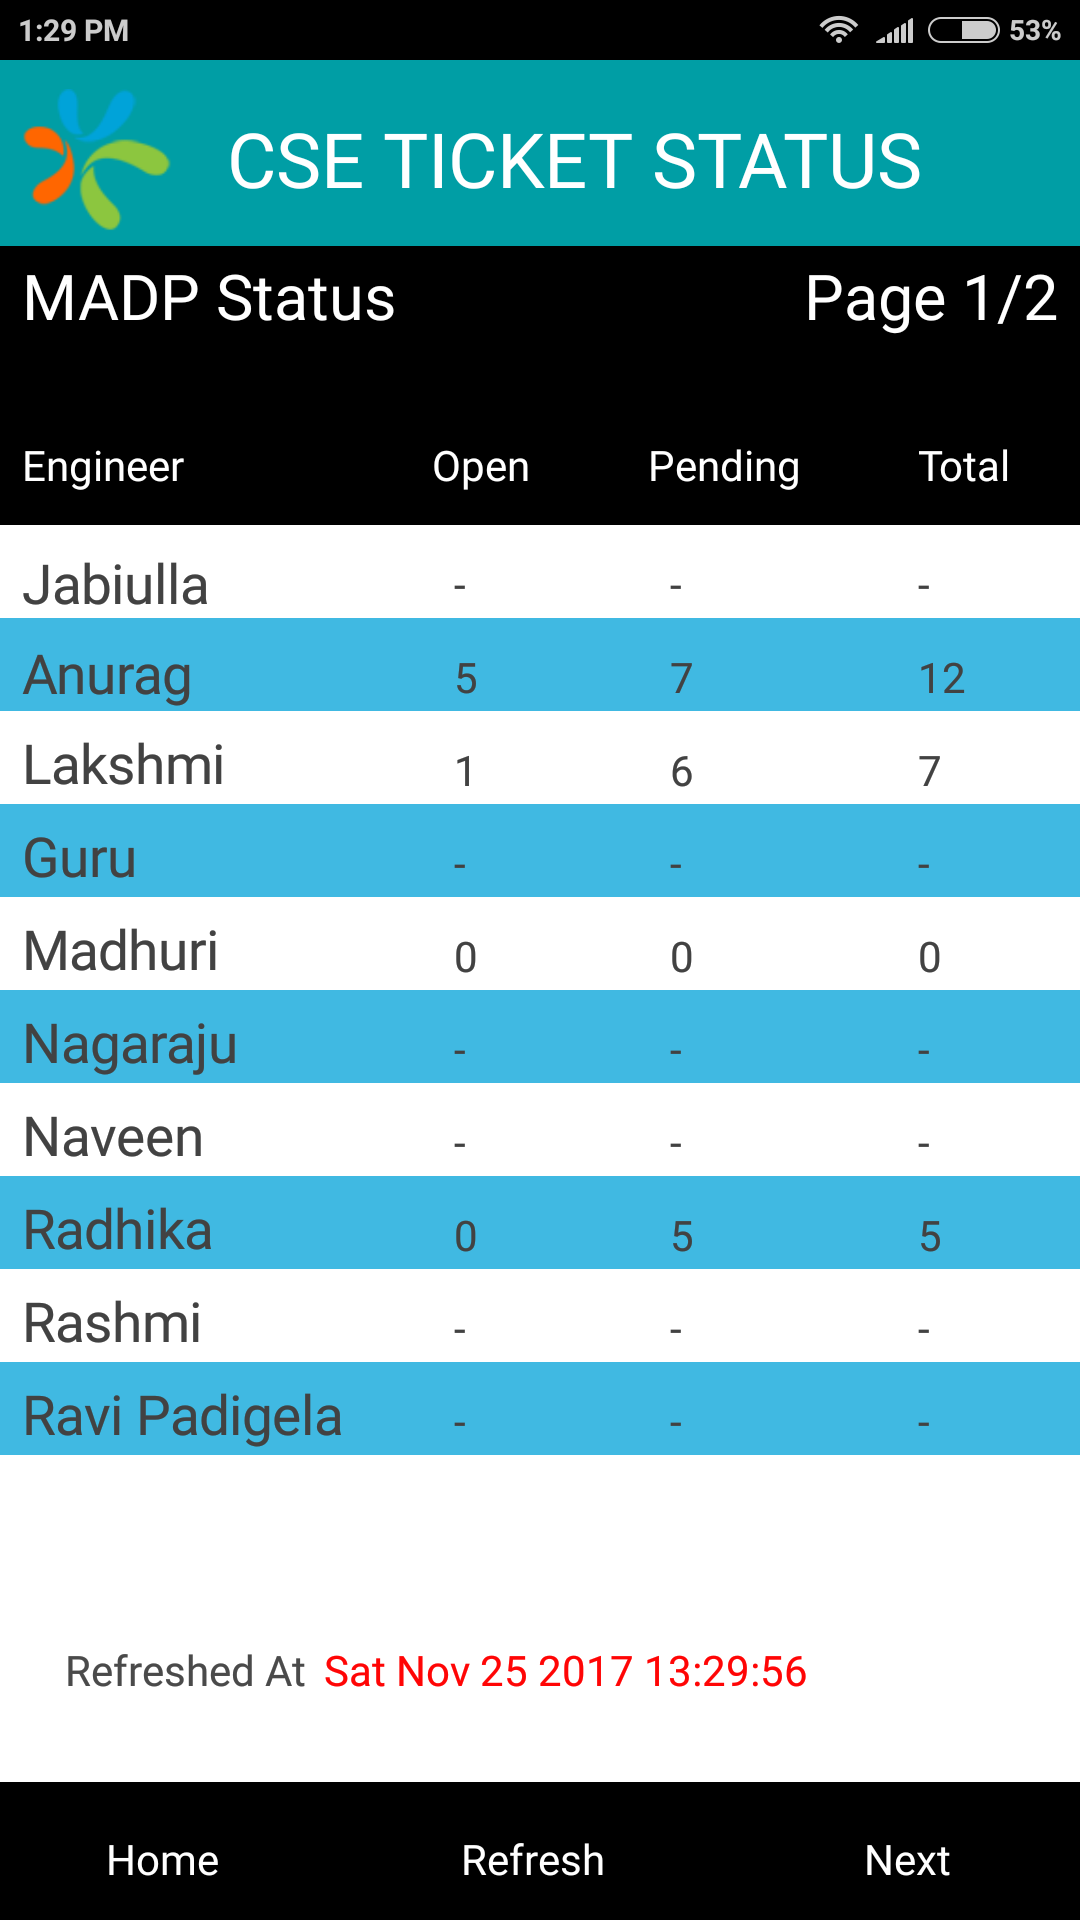 1:29 PM 53%
CSE TICKET STATUS
MADP Status Page 1/2
Engineer Open Pending Total
Jabiulla - - -
Anurag 5 7 12
Lakshmi 1 6 7
Guru - - -
Madhuri 0 0 0
Nagaraju - - -
Naveen - - -
Radhika 0 5 5
Rashmi - - -
Ravi Padigela - - -
Refreshed At Sat Nov 25 2017 13:29:56
Home Refresh Next